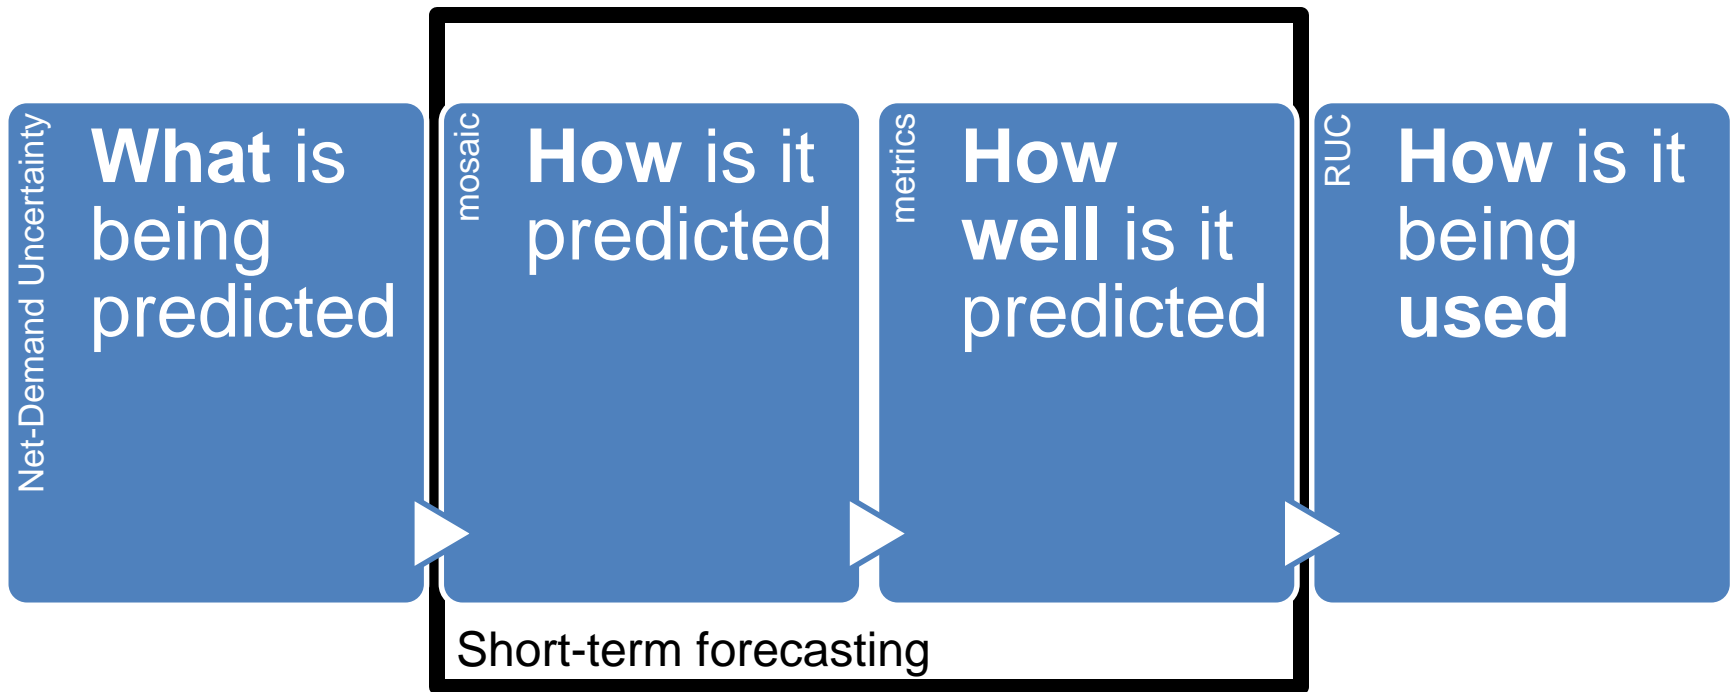 Net-Demand Uncertainty
What is
being
predicted
mosaic
How is it
predicted
metrics
How
well is it
predicted
RUC
How is it
being
used
Short-term forecasting